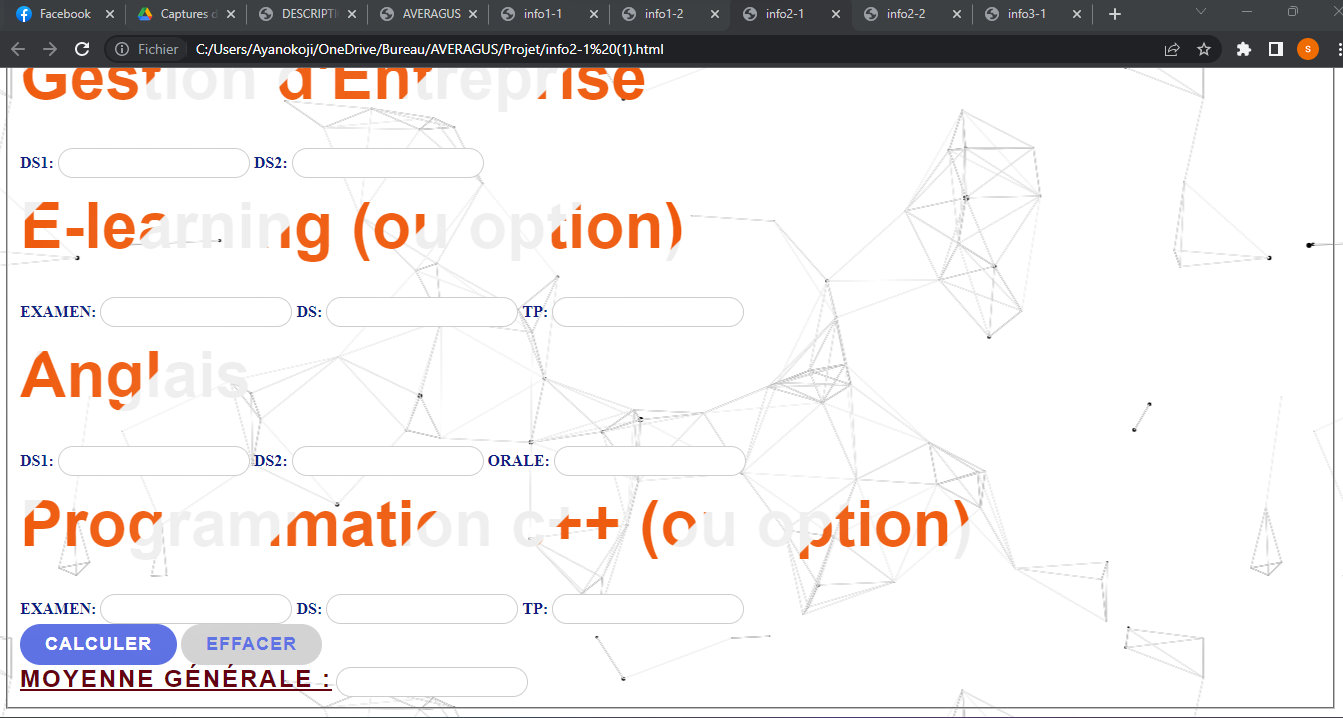 Facebook Captures d DESCRIPTI AVERAGUS info1-1 info1-2 info2-1 info2-2 info3-1
Fichier C:/Users/Ayanokoji/OneDrive/Bureau/AVERAGUS/Projet/info2-1%20(1).html s
Gestion d'Entreprise
DS1: DS2:
E-learning (ou option)
EXAMEN: DS: TP:
Anglais
DS1: DS2: ORALE:
Programmation c++ (ou option)
EXAMEN: DS: TP:
CALCULER EFFACER
MOYENNE GÉNÉRALE :